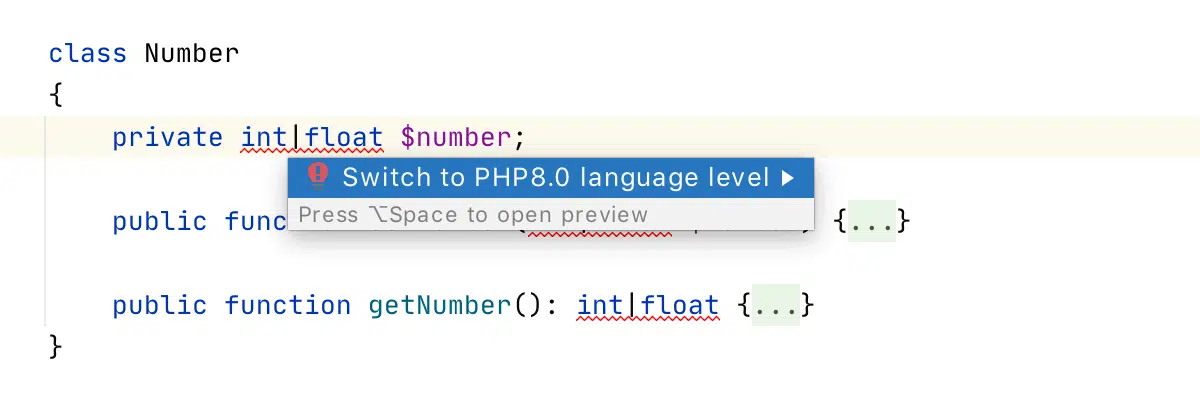 class Number
{
private int|float $number;
Switch to PHP8.0 language level
Press ⌥Space to open preview
public func {...}
public function getNumber(): int|float {...}
}